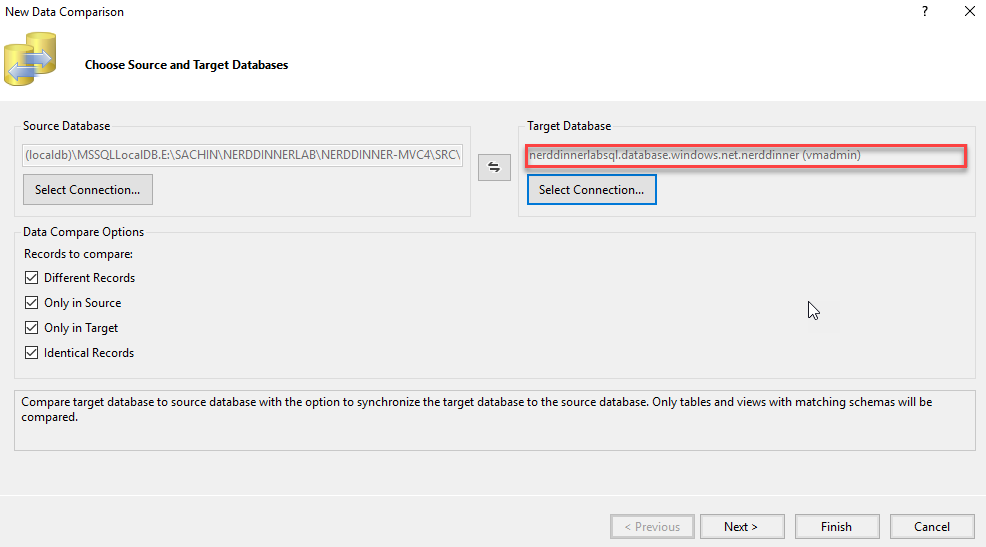 New Data Comparison
?
Choose Source and Target Databases
Source Database
(localdb)\MSSQLLocalDB.E:\SACHIN\NERDDINNERLAB\NERDDINNER-MVC4\SRC\
Select Connection...
Target Database
nerddinnerlabsql.database.windows.net.nerddinner (vmadmin)
Select Connection...
Data Compare Options
Records to compare:
Different Records
Only in Source
Only in Target
Identical Records
Compare target database to source database with the option to synchronize the target database to the source database. Only tables and views with matching schemas will be
compared.
< Previous
Next >
Finish
Cancel